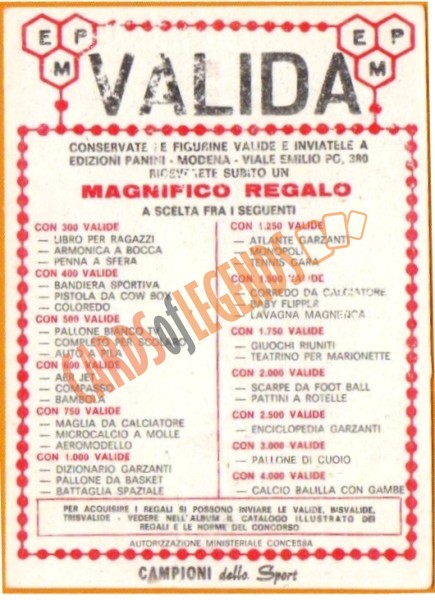 E P M
VALIDA
E P M
CONSERVATE LE FIGURINE VALIDE E INVIATELE A
EDIZIONI PANINI - MODENA - VIALE EMILIO PO, 380
RICEVERETE SUBITO UN
MAGNIFICO REGALO
A SCELTA FRA I SEGUENTI
CON 300 VALIDE
— LIBRO PER RAGAZZI
— ARMONICA A BOCCA
— PENNA A SFERA
CON 400 VALIDE
— BANDIERA SPORTIVA
— PISTOLA DA COW BOY
— COLOREDO
CON 500 VALIDE
— PALLONE BIANCO
— COMPLETO PER SCOLARO
— AUTO A PILA
CON 600 VALIDE
— AER JET
— COMPASSO
— BAMBOLA
CON 750 VALIDE
— MAGLIA DA CALCIATORE
— MICROCALCIO A MOLLE
— AEROMODELLO
CON 1.000 VALIDE
— DIZIONARIO GARZANTI
— PALLONE DA BASKET
— BATTAGLIA SPAZIALE
CON 1.250 VALIDE
— ATLANTE GARZANTI
— MONOPOLI
— TENNIS GARA
CON 1.500 VALIDE
— CORREDO DA CALCIATORE
— BABY FLIPPER
— LAVAGNA MAGNETICA
CON 1.750 VALIDE
— GIUOCHI RIUNITI
— TEATRINO PER MARIONETTE
CON 2.000 VALIDE
— SCARPE DA FOOT BALL
— PATTINI A ROTELLE
CON 2.500 VALIDE
— ENCICLOPEDIA GARZANTI
CON 3.000 VALIDE
— PALLONE DI CUOIO
CON 4.000 VALIDE
— CALCIO BALILLA CON GAMBE
PER ACQUISIRE I REGALI SI POSSONO INVIARE LE VALIDE, BISVALIDE,
TRISVALIDE - VEDERE NELL'ALBUM IL CATALOGO ILLUSTRATO DEI
REGALI E LE NORME DEL CONCORSO
AUTORIZZAZIONE MINISTERIALE CONCESSA
CAMPIONI dello Sport
CARDS of LEGENDS